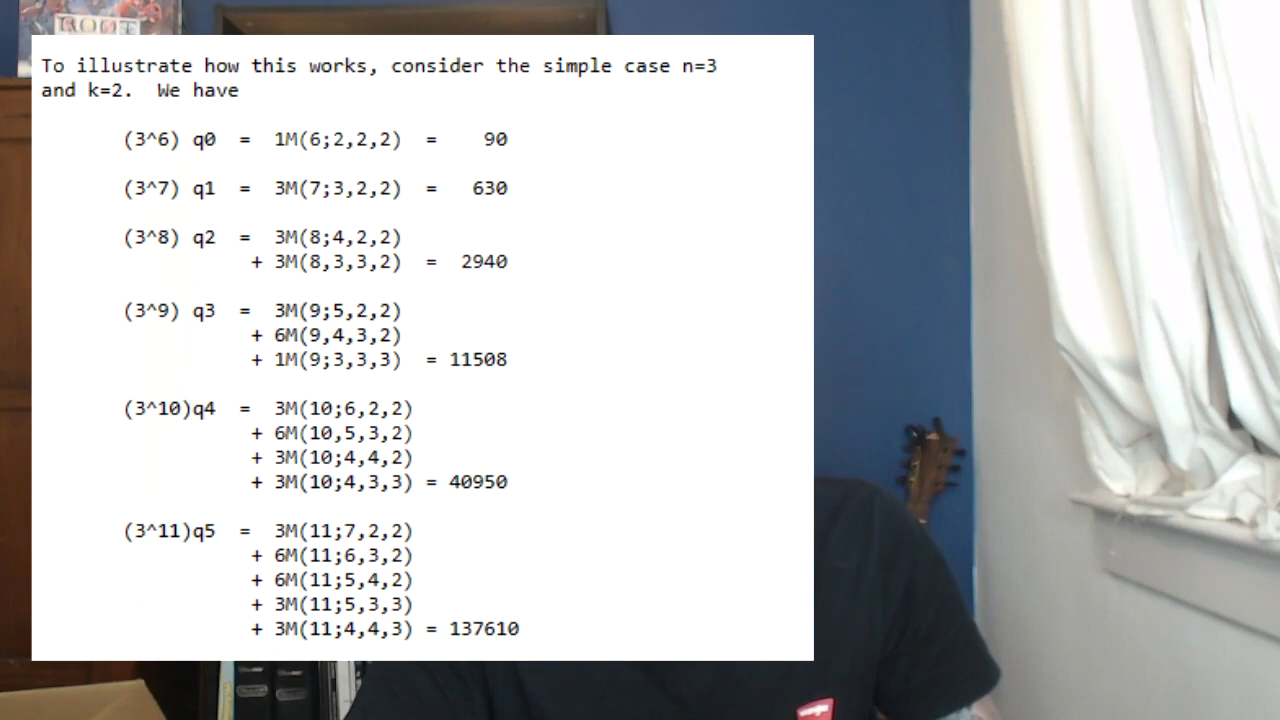 ROOT
To illustrate how this works, consider the simple case n=3
and k=2.  We have
(3^6) q0  =  1M(6;2,2,2)  =    90
(3^7) q1  =  3M(7;3,2,2)  =   630
(3^8) q2  =  3M(8;4,2,2)
+ 3M(8,3,3,2)  =  2940
(3^9) q3  =  3M(9;5,2,2)
+ 6M(9,4,3,2)
+ 1M(9;3,3,3)  = 11508
(3^10)q4  =  3M(10;6,2,2)
+ 6M(10,5,3,2)
+ 3M(10;4,4,2)
+ 3M(10;4,3,3) = 40950
(3^11)q5  =  3M(11;7,2,2)
+ 6M(11;6,3,2)
+ 6M(11;5,4,2)
+ 3M(11;5,3,3)
+ 3M(11;4,4,3) = 137610